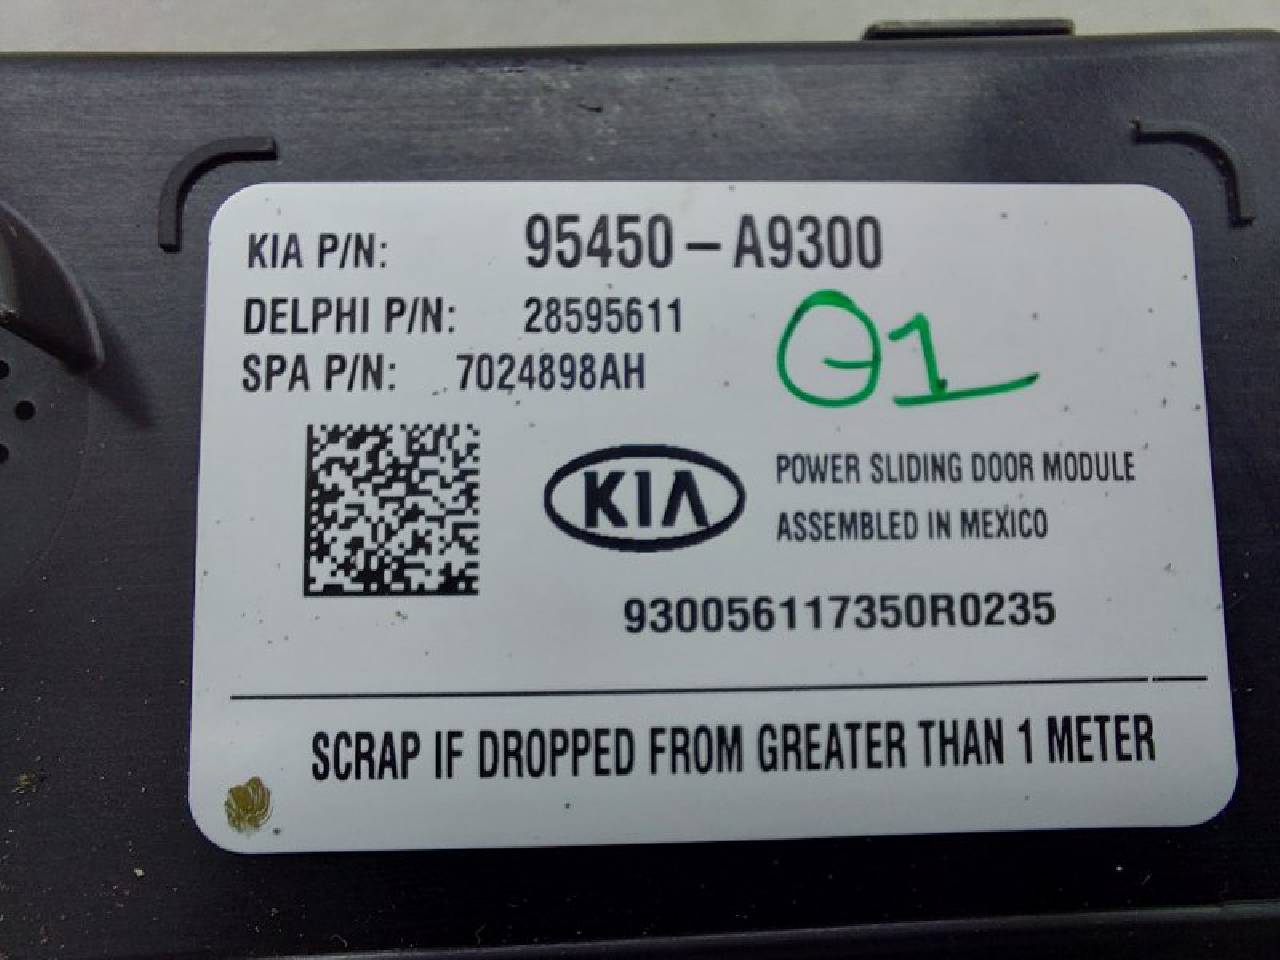 KIA P/N: 95450-A9300
DELPHI P/N: 28595611
SPA P/N: 7024898AH
01
KIA
POWER SLIDING DOOR MODULE
ASSEMBLED IN MEXICO
930056117350R0235
SCRAP IF DROPPED FROM GREATER THAN 1 METER